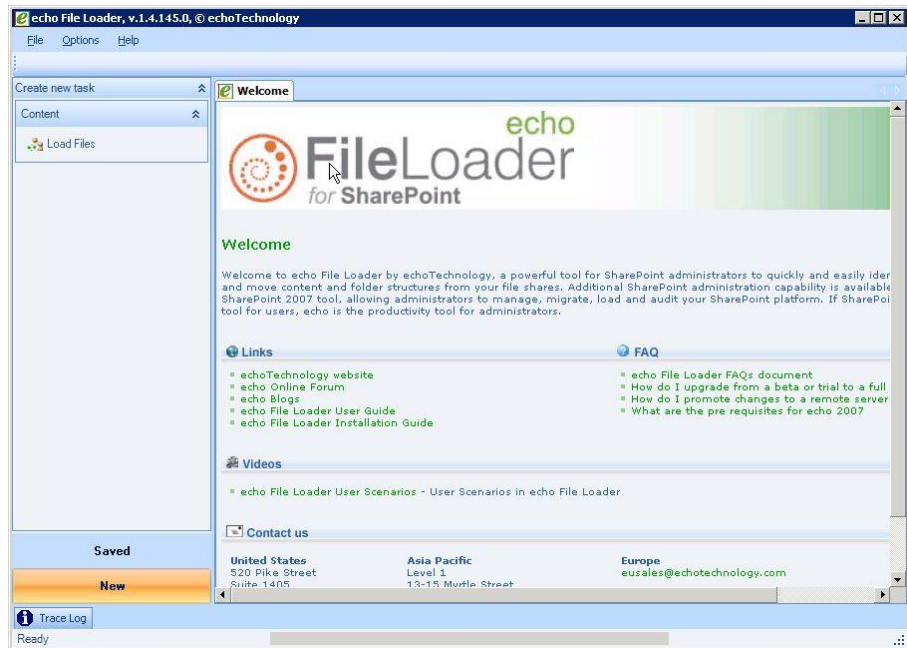 echo File Loader, v.1.4.145.0, © echoTechnology
File Options Help
Create new task
Content
Load Files
Saved
New
Welcome
echo
FileLoader
for SharePoint
Welcome
Welcome to echo File Loader by echoTechnology, a powerful tool for SharePoint administrators to quickly and easily iden
and move content and folder structures from your file shares. Additional SharePoint administration capability is available
SharePoint 2007 tool, allowing administrators to manage, migrate, load and audit your SharePoint platform. If SharePoi
tool for users, echo is the productivity tool for administrators.
Links
echoTechnology website
echo Online Forum
echo Blogs
echo File Loader User Guide
echo File Loader Installation Guide
FAQ
echo File Loader FAQs document
How do I upgrade from a beta or trial to a full
How do I promote changes to a remote server
What are the pre requisites for echo 2007
Videos
echo File Loader User Scenarios - User Scenarios in echo File Loader
Contact us
United States
520 Pike Street
Suite 1405
Asia Pacific
Level 1
13-15 Myrtle Street
Europe
eusales@echotechnology.com
Trace Log
Ready